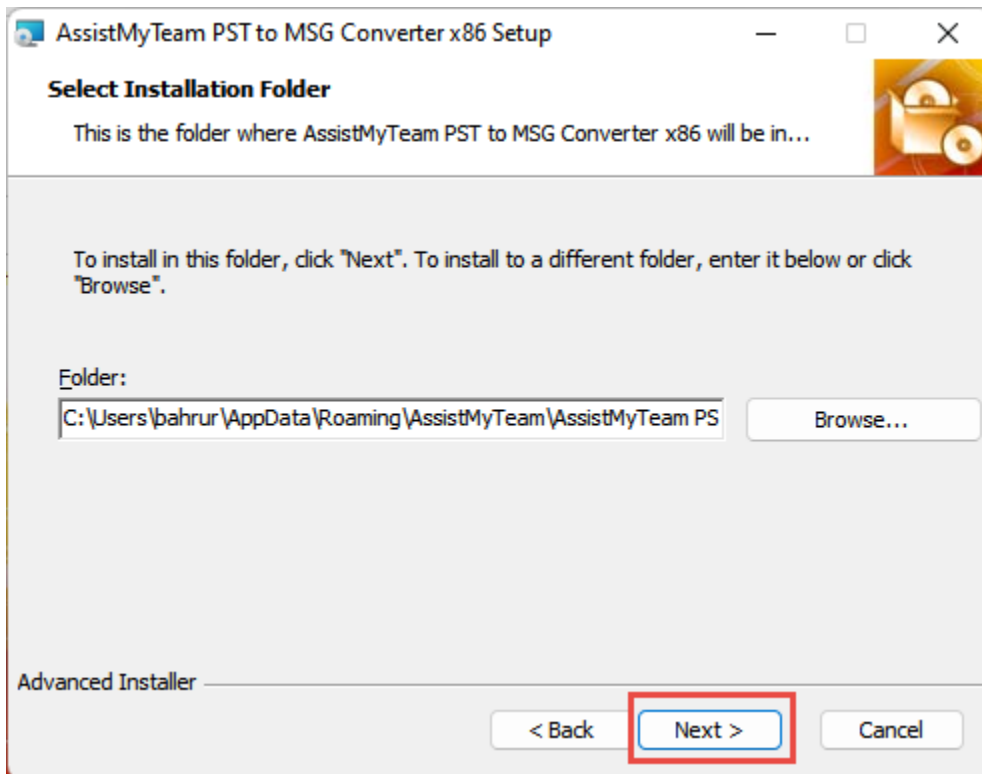 AssistMyTeam PST to MSG Converter x86 Setup
Select Installation Folder
This is the folder where AssistMyTeam PST to MSG Converter x86 will be in...
To install in this folder, click "Next". To install to a different folder, enter it below or click
"Browse".
Folder:
C:\Users\bahrur\AppData\Roaming\AssistMyTeam\AssistMyTeam PS
Browse...
Advanced Installer
< Back
Next >
Cancel